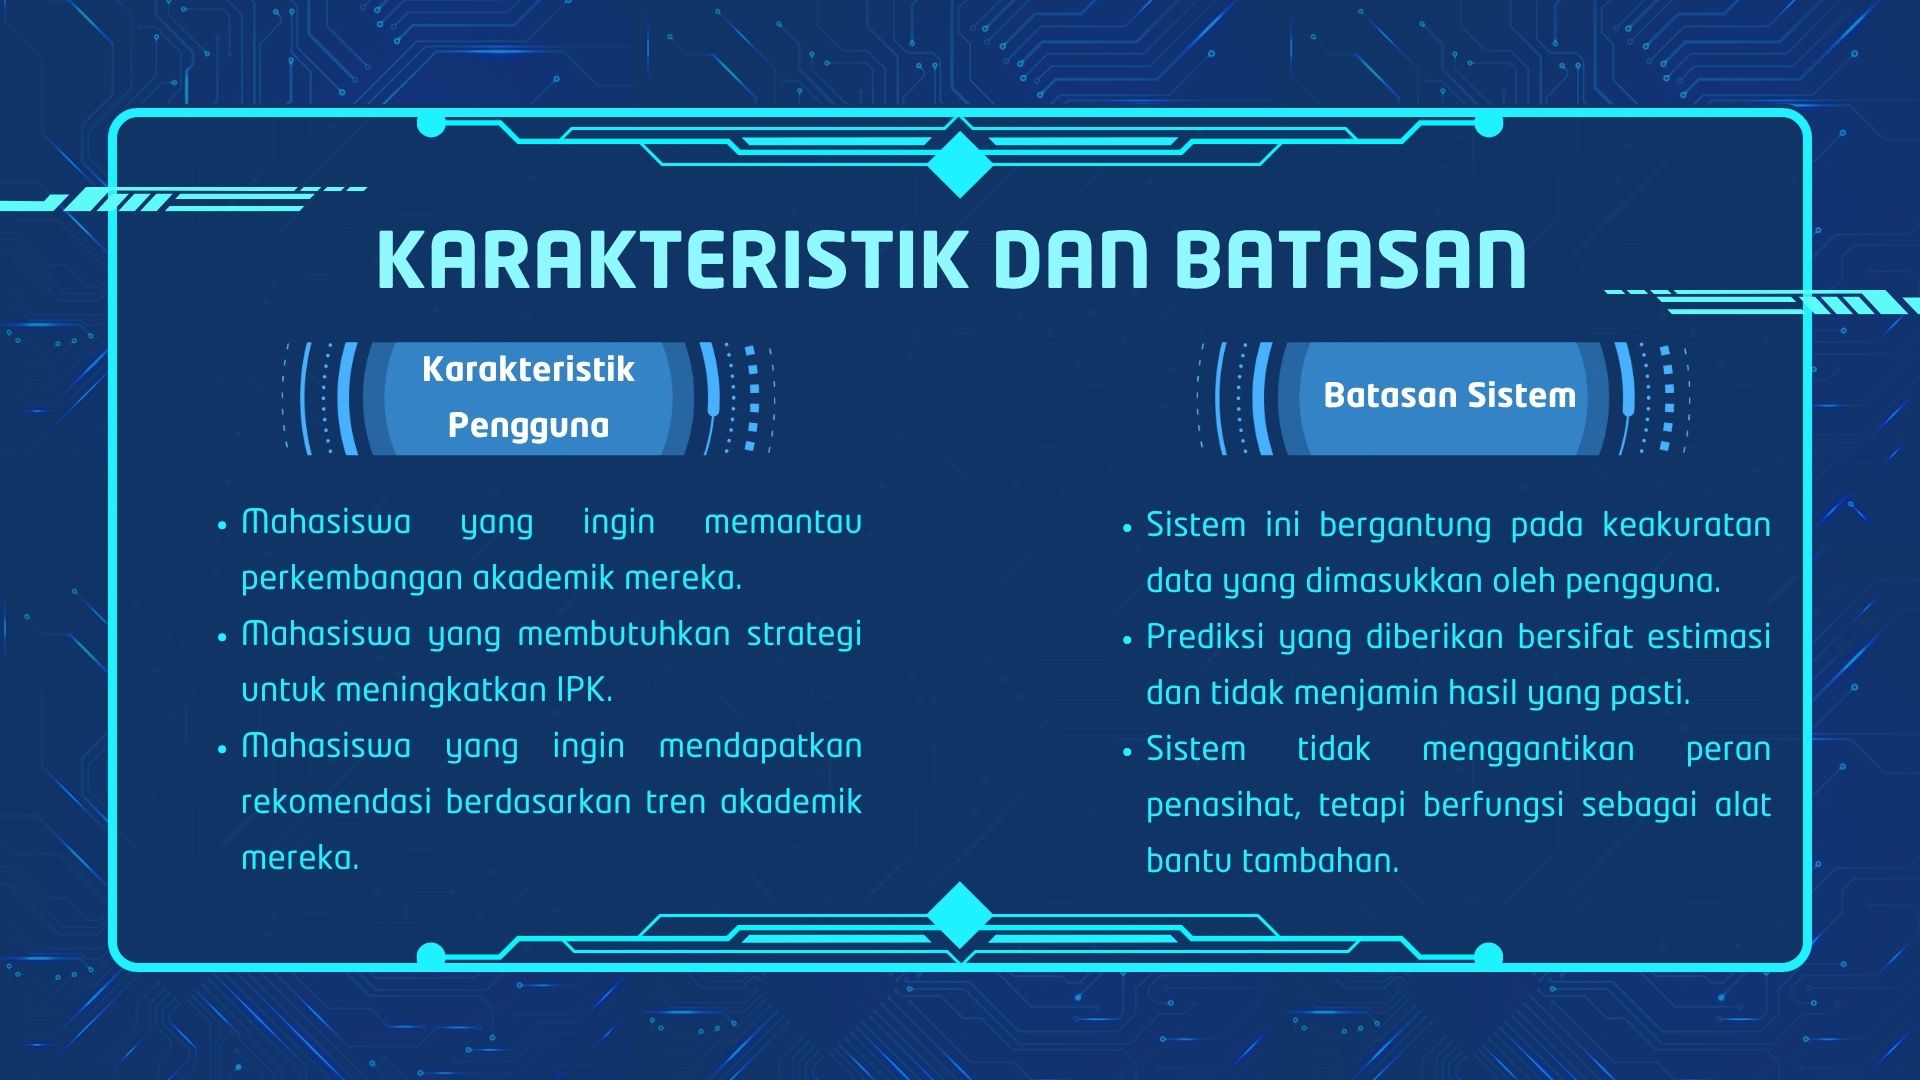 KARAKTERISTIK DAN BATASAN
Karakteristik
Pengguna
• Mahasiswa yang ingin memantau
perkembangan akademik mereka.
• Mahasiswa yang membutuhkan strategi
untuk meningkatkan IPK.
• Mahasiswa yang ingin mendapatkan
rekomendasi berdasarkan tren akademik
mereka.
Batasan Sistem
• Sistem ini bergantung pada keakuratan
data yang dimasukkan oleh pengguna.
• Prediksi yang diberikan bersifat estimasi
dan tidak menjamin hasil yang pasti.
• Sistem tidak menggantikan peran
penasihat, tetapi berfungsi sebagai alat
bantu tambahan.